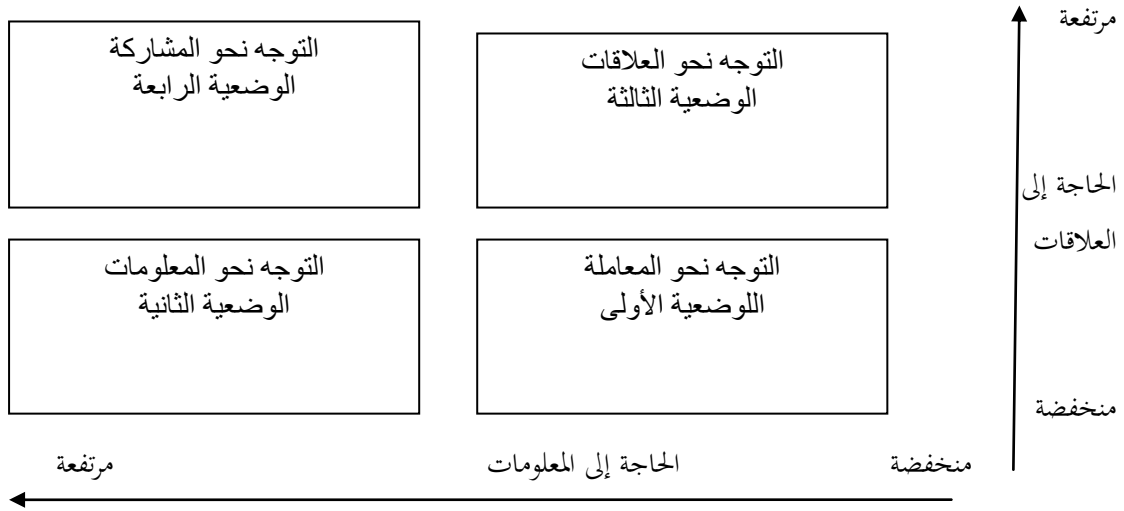 مرتفعة
التوجه نحو العلاقات
الوضعية الثالثة
التوجه نحو المشاركة
الوضعية الرابعة
الحاجة إلى
العلاقات
التوجه نحو المعاملة
اللوضعية الأولى
التوجه نحو المعلومات
الوضعية الثانية
منخفضة
منخفضة الحاجة إلى المعلومات مرتفعة